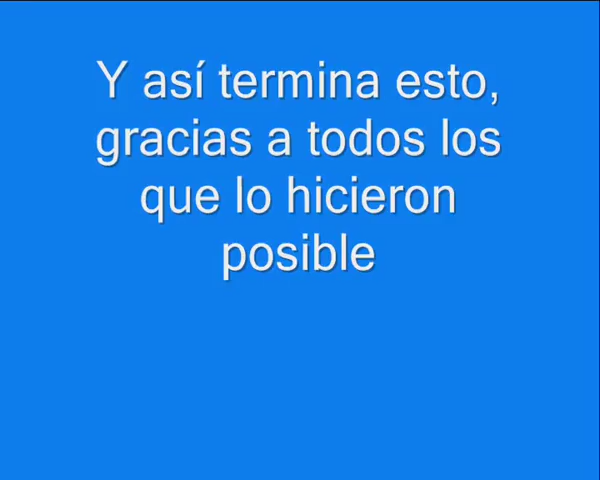 Y así termina esto,
gracias a todos los
que lo hicieron
posible